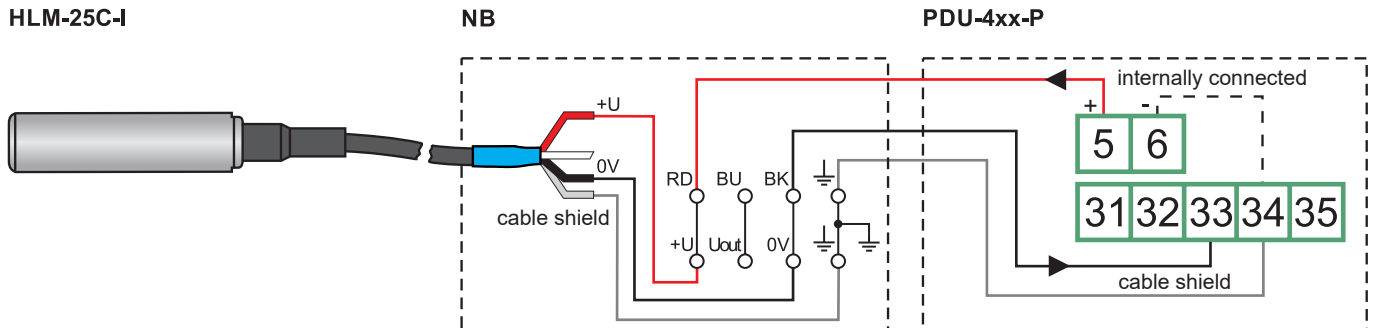 HLM-25C-I
NB
PDU-4xx-P
+U
0V
cable shield
RD BU BK
+U Uout 0V
internally connected
+ -
5 6
31 32 33 34 35
cable shield